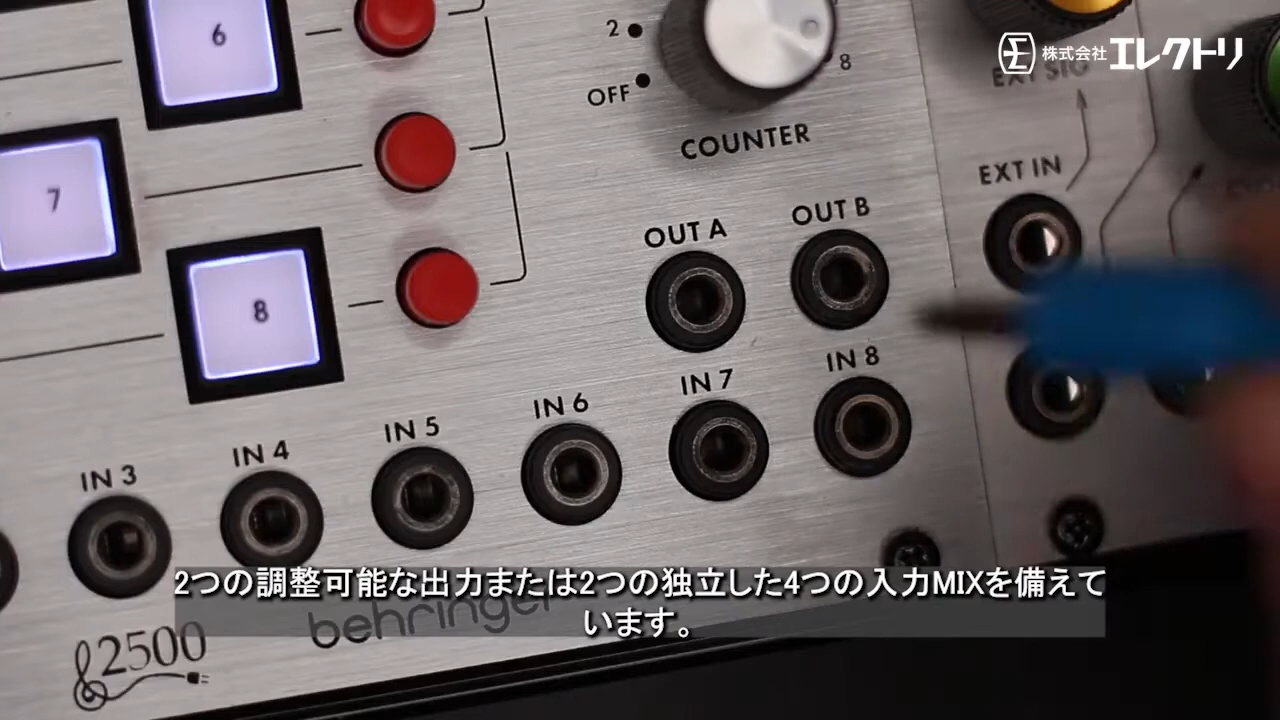 6
2
8
株式会社エレクトリ
OFF
EXT SIG
COUNTER
EXT IN
7
OUT A
OUT B
8
IN 3
IN 4
IN 5
IN 6
IN 7
IN 8
2つの調整可能な出力または2つの独立した4つの入力MIXを備えて
います。
2500
behringer